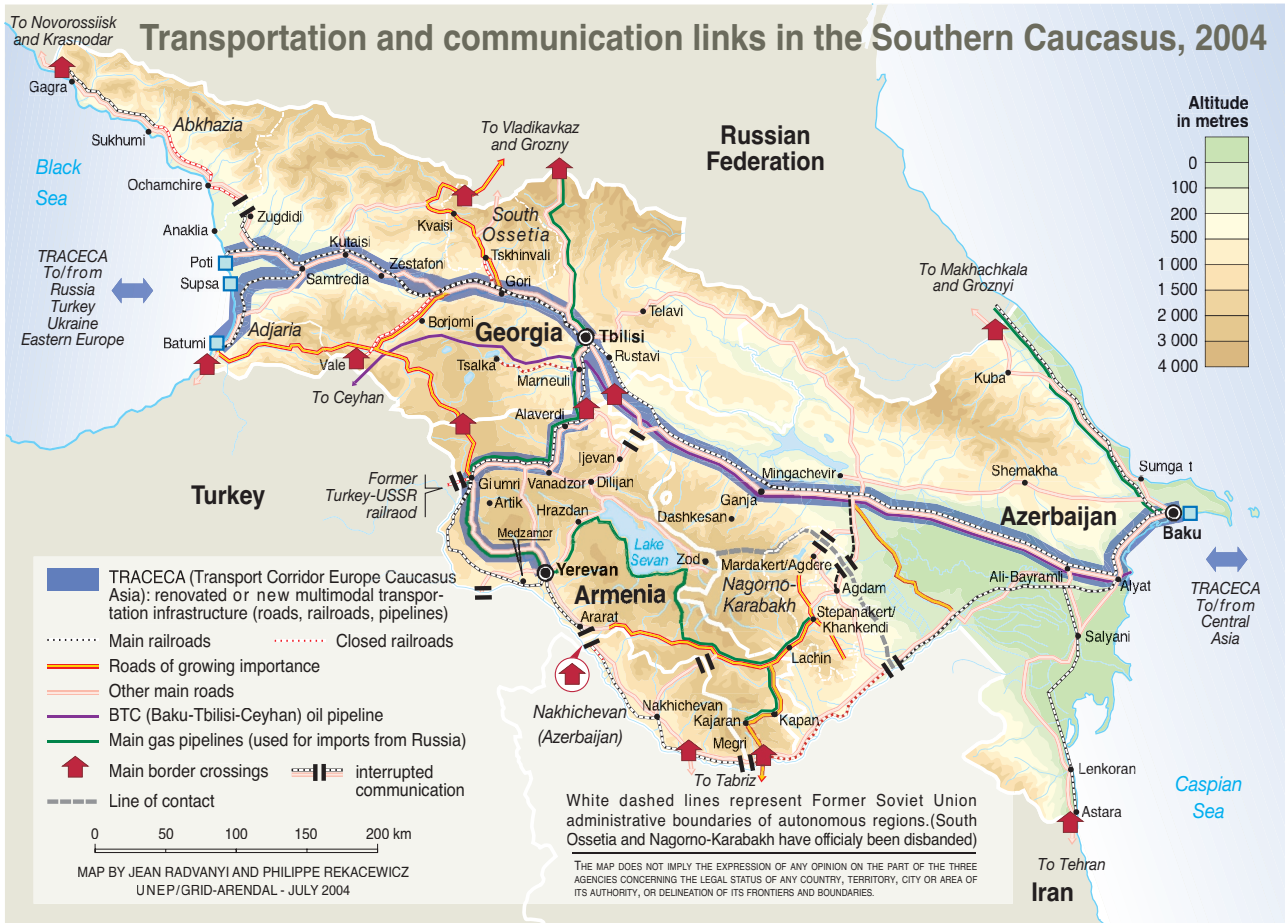 Transportation and communication links in the Southern Caucasus, 2004
To Novorossiisk
and Krasnodar
Gagra
Sukhumi
Abkhazia
Black
Sea
Ochamchire
Zugdidi
Anaklia
Poti
Supsa
Batumi
Adjaria
TRACECA
To/from
Russia
Turkey
Ukraine
Eastern Europe
To Vladikavkaz
and Grozny
Russian
Federation
Kvaisi
South
Ossetia
Tskhinvali
Kutaisi
Zestafon
Samtredia
Gori
Borjomi
Georgia
Tbilisi
Telavi
Rustavi
Vale
Tsalka
Marneuli
To Ceyhan
Alaverdi
To Makhachkala
and Groznyi
Kuba
Altitude
in metres
0
100
200
500
1 000
1 500
2 000
3 000
4 000
Former
Turkey-USSR
railraod
Turkey
Giumri
Artik
Vanadzor
Ijevan
Dilijan
Hrazdan
Medzamor
Yerevan
Armenia
Lake
Sevan
Zod
Ararat
Mingachevir
Ganja
Dashkesan
Shemakha
Sumga t
Azerbaijan
Baku
Mardakert/Agdere
Nagorno-
Karabakh
Agdam
Stepanakert/
Khankendi
Lachin
Ali-Bayramli
Alyat
Salyani
TRACECA
To/from
Central
Asia
Nakhichevan
(Azerbaijan)
Nakhichevan
Kajaran
Kapan
Megri
To Tabriz
Lenkoran
Astara
Caspian
Sea
To Tehran
Iran
TRACECA (Transport Corridor Europe Caucasus
Asia): renovated or new multimodal transpor-
tation infrastructure (roads, railroads, pipelines)
Main railroads
Closed railroads
Roads of growing importance
Other main roads
BTC (Baku-Tbilisi-Ceyhan) oil pipeline
Main gas pipelines (used for imports from Russia)
Main border crossings
interrupted
communication
Line of contact
0 50 100 150 200 km
MAP BY JEAN RADVANYI AND PHILIPPE REKACEWICZ
UNEP/GRID-ARENDAL - JULY 2004
White dashed lines represent Former Soviet Union
administrative boundaries of autonomous regions.(South
Ossetia and Nagorno-Karabakh have officialy been disbanded)
THE MAP DOES NOT IMPLY THE EXPRESSION OF ANY OPINION ON THE PART OF THE THREE
AGENCIES CONCERNING THE LEGAL STATUS OF ANY COUNTRY, TERRITORY, CITY OR AREA OF
ITS AUTHORITY, OR DELINEATION OF ITS FRONTIERS AND BOUNDARIES.